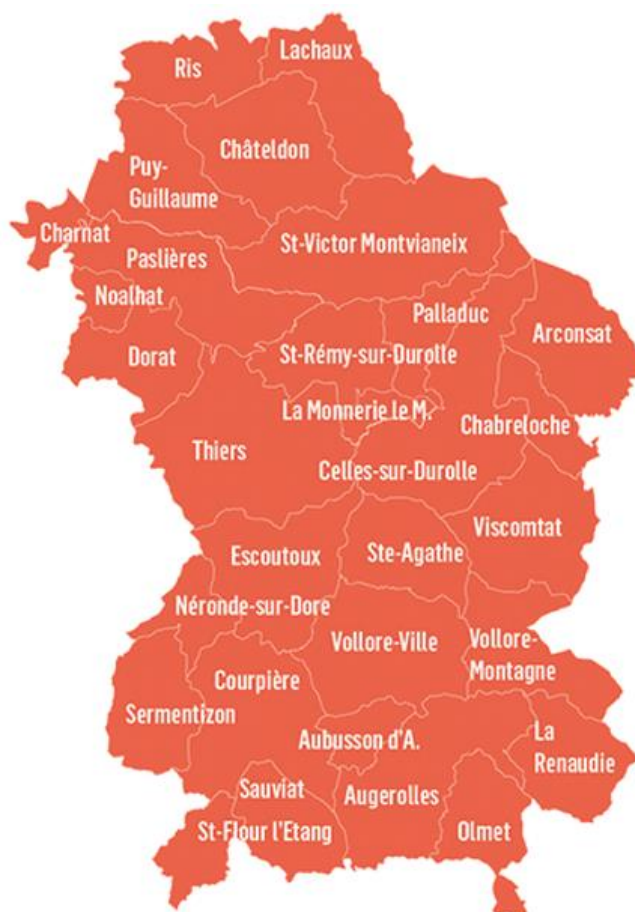 Lachaux
Ris
Châteldon
Puy-
Guillaume
Charnat
St-Victor Montvianeix
Paslières
Noalhat
Palladuc
Arconsat
Dorat
St-Rémy-sur-Durotte
La Monnerie le M.
Chabreloche
Thiers
Celles-sur-Durolle
Viscomtat
Escoutoux
Ste-Agathe
Néronde-sur-Dore
Vollore-Ville
Vollore-
Montagne
Courpière
Sermentizon
Aubusson d'A.
La
Renaudie
Sauviat
Augerolles
St-Flour l'Etang
Olmet